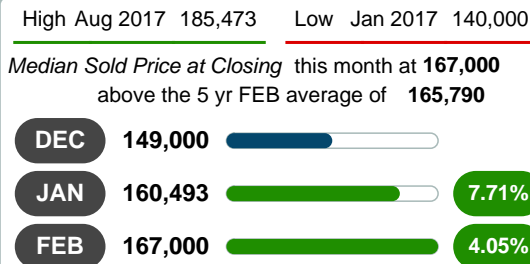 High Aug 2017 185,473 Low Jan 2017 140,000
Median Sold Price at Closing this month at 167,000
above the 5 yr FEB average of 165,790
DEC 149,000
JAN 160,493 7.71%
FEB 167,000 4.05%